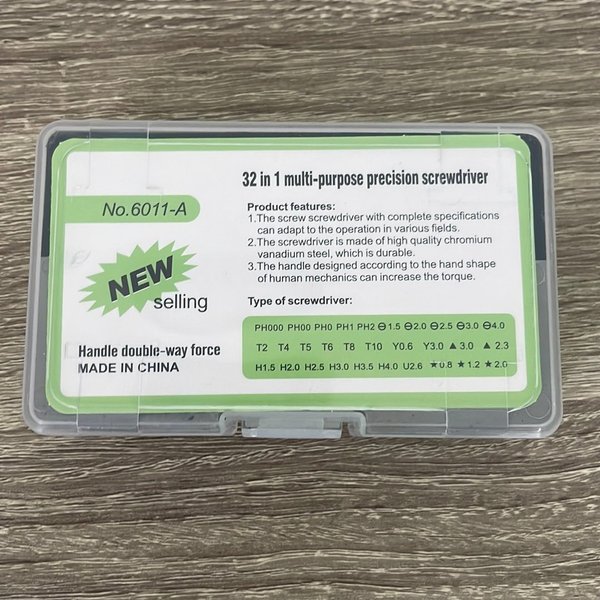 No.6011-A
NEW
selling
Handle double-way force
MADE IN CHINA
32 in 1 multi-purpose precision screwdriver
Product features:
1.The screw screwdriver with complete specifications
can adapt to the operation in various fields.
2.The screwdriver is made of high quality chromium
vanadium steel, which is durable.
3.The handle designed according to the hand shape
of human mechanics can increase the torque.
Type of screwdriver:
PH000 PH00 PH0 PH1 PH2 ⊖1.5 ⊖2.0 ⊖2.5 ⊖3.0 ⊖4.0
T2 T4 T5 T6 T8 T10 Y0.6 Y3.0 ▲3.0 ▲2.3
H1.5 H2.0 H2.5 H3.0 H3.5 H4.0 U2.6 ★0.8 ★1.2 ★2.0